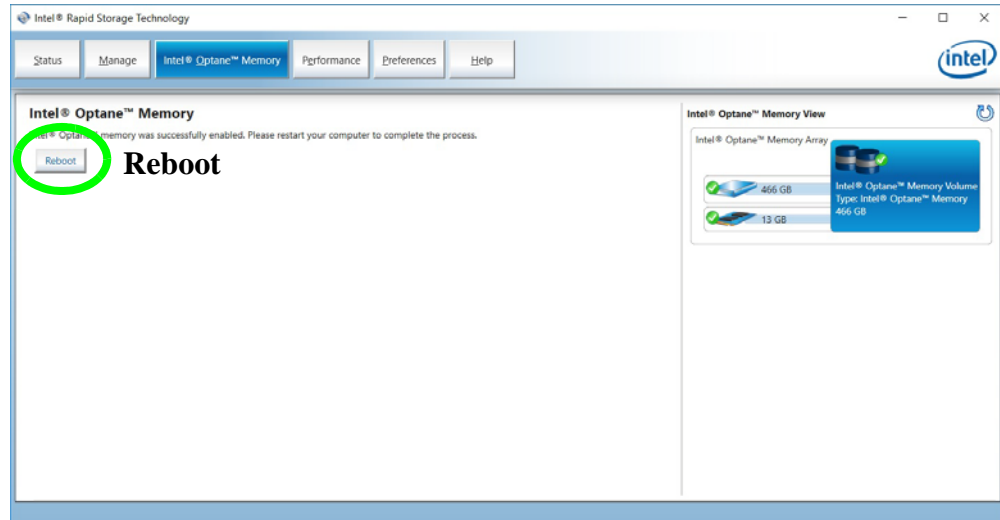 Intel® Rapid Storage Technology
Status
Manage
Intel® Optane™ Memory
Performance
Preferences
Help
intel
Intel® Optane™ Memory
memory was successfully enabled. Please restart your computer to complete the process.
Reboot
Reboot
Intel® Optane™ Memory View
Intel® Optane™ Memory Array
466 GB
13 GB
Intel® Optane™ Memory Volume
Type: Intel® Optane™ Memory
466 GB